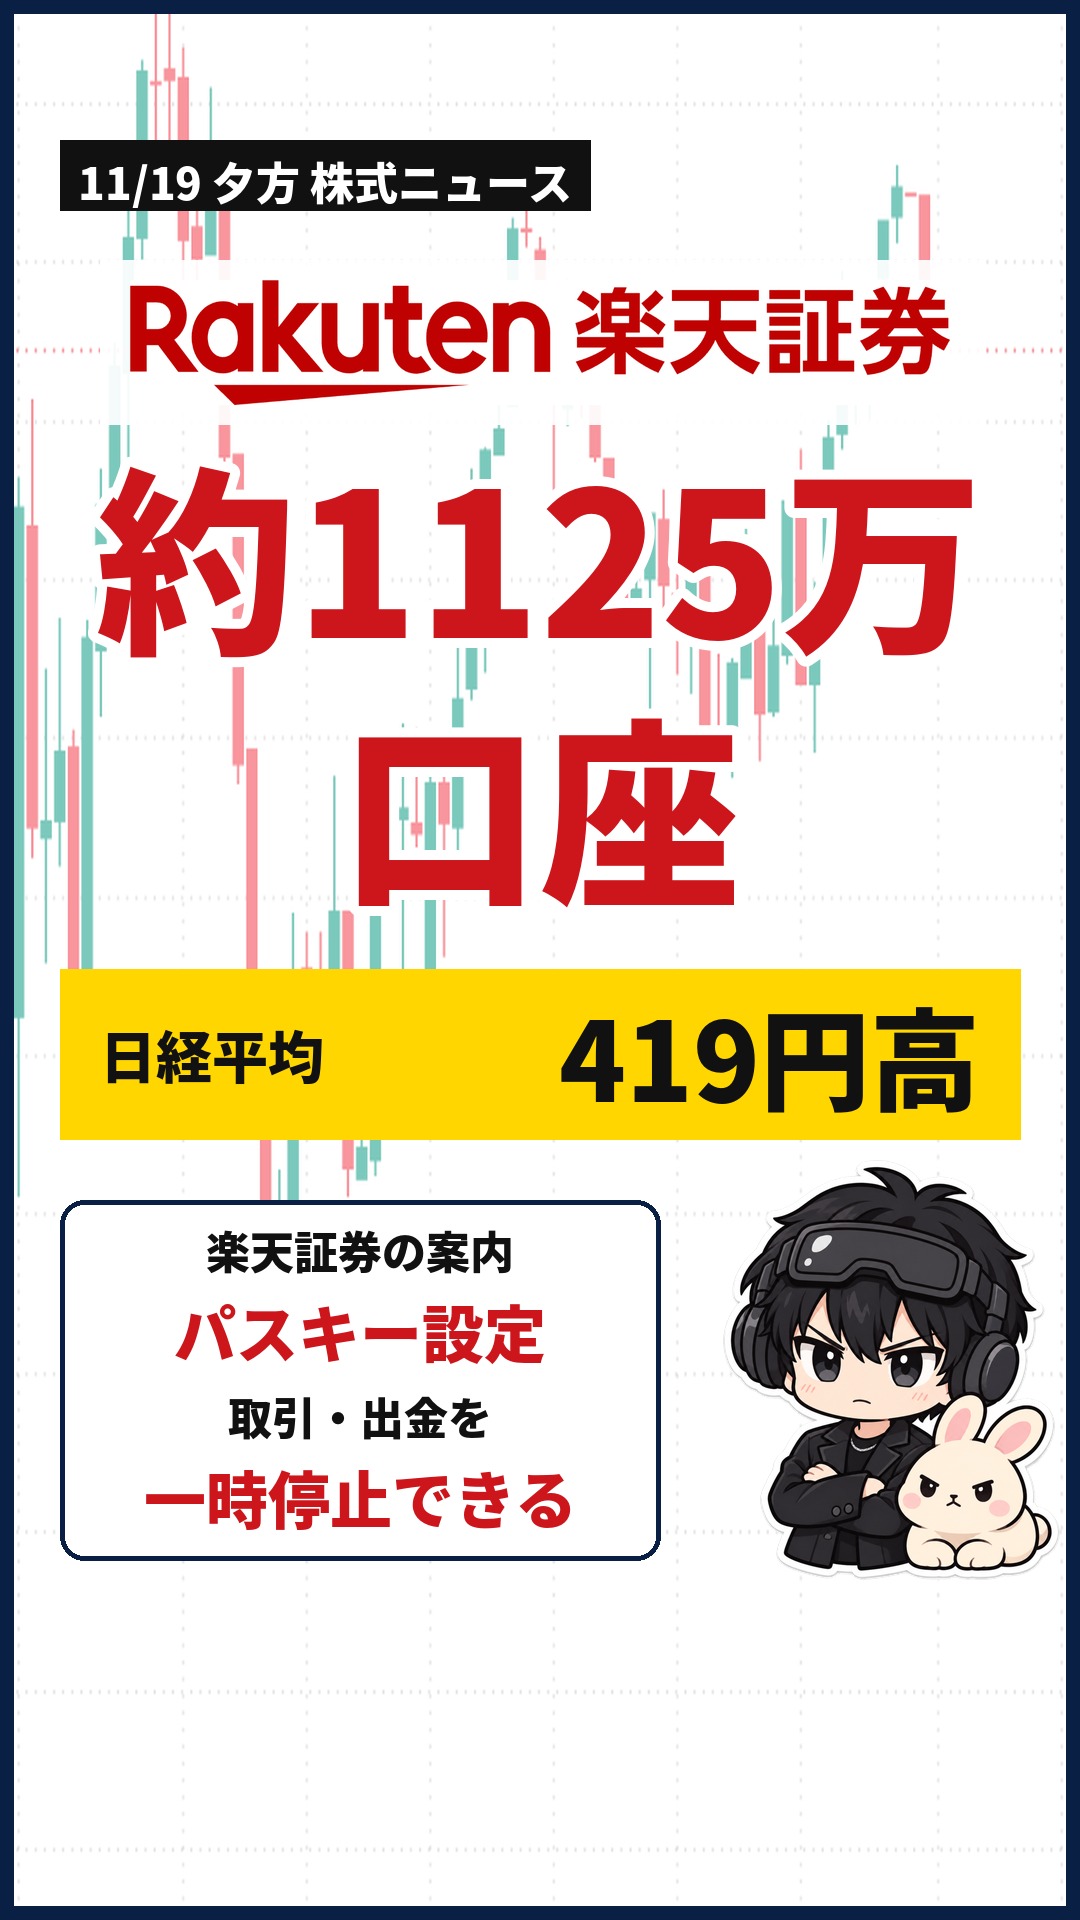 11/19 夕方 株式ニュース
Rakuten 楽天証券
約1125万
口座
日経平均 419円高
楽天証券の案内
パスキー設定
取引・出金を
一時停止できる